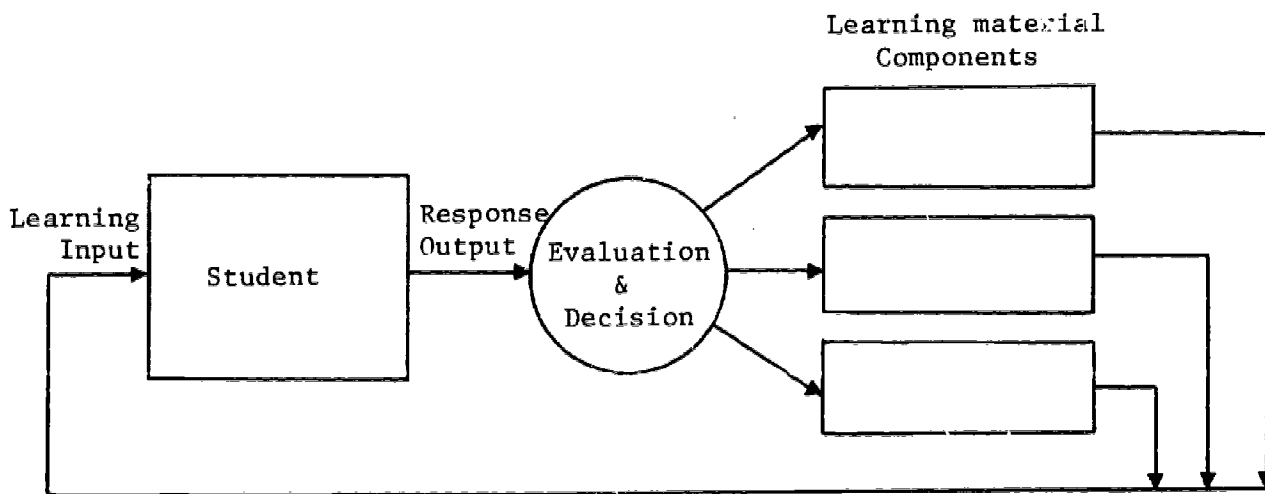 Learning material
Components
Learning
Input
Student
Response
Output
Evaluation
&
Decision